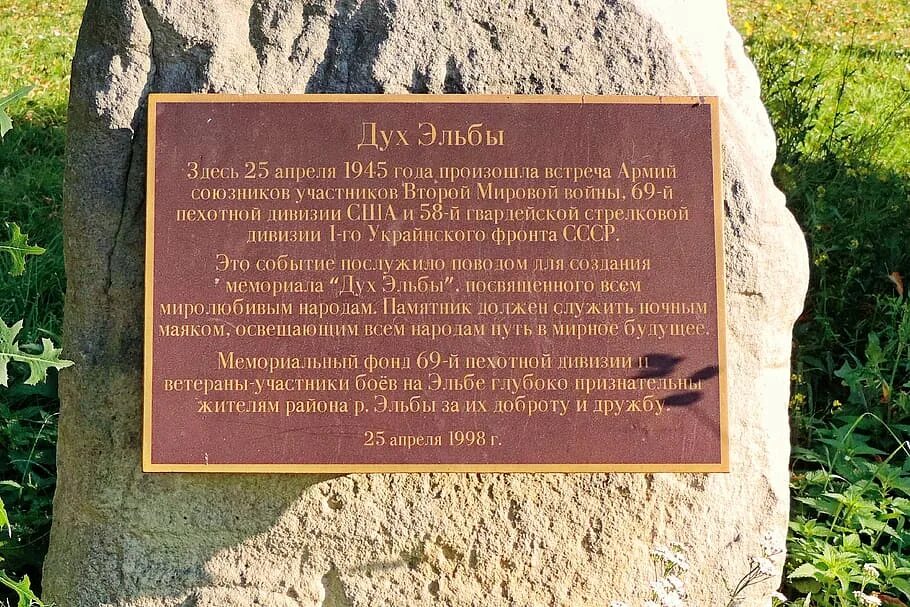 Дух Эльбы
Здесь 25 апреля 1945 года произошла встреча Армий
союзников участников Второй Мировой войны, 69-й
пехотной дивизии США и 58-й гвардейской стрелковой
дивизии 1-го Украйнского фронта СССР.
Это событие послужило поводом для создания
мемориала "Дух Эльбы", посвященного всем
миролюбивым народам. Памятник должен служить ночным
маяком, освещающим всем народам путь в мирное будущее.
Мемориальный фонд 69-й пехотной дивизии и
ветераны-участники боёв на Эльбе глубоко признательны
жителям района р. Эльбы за их доброту и дружбу.
25 апреля 1998 г.